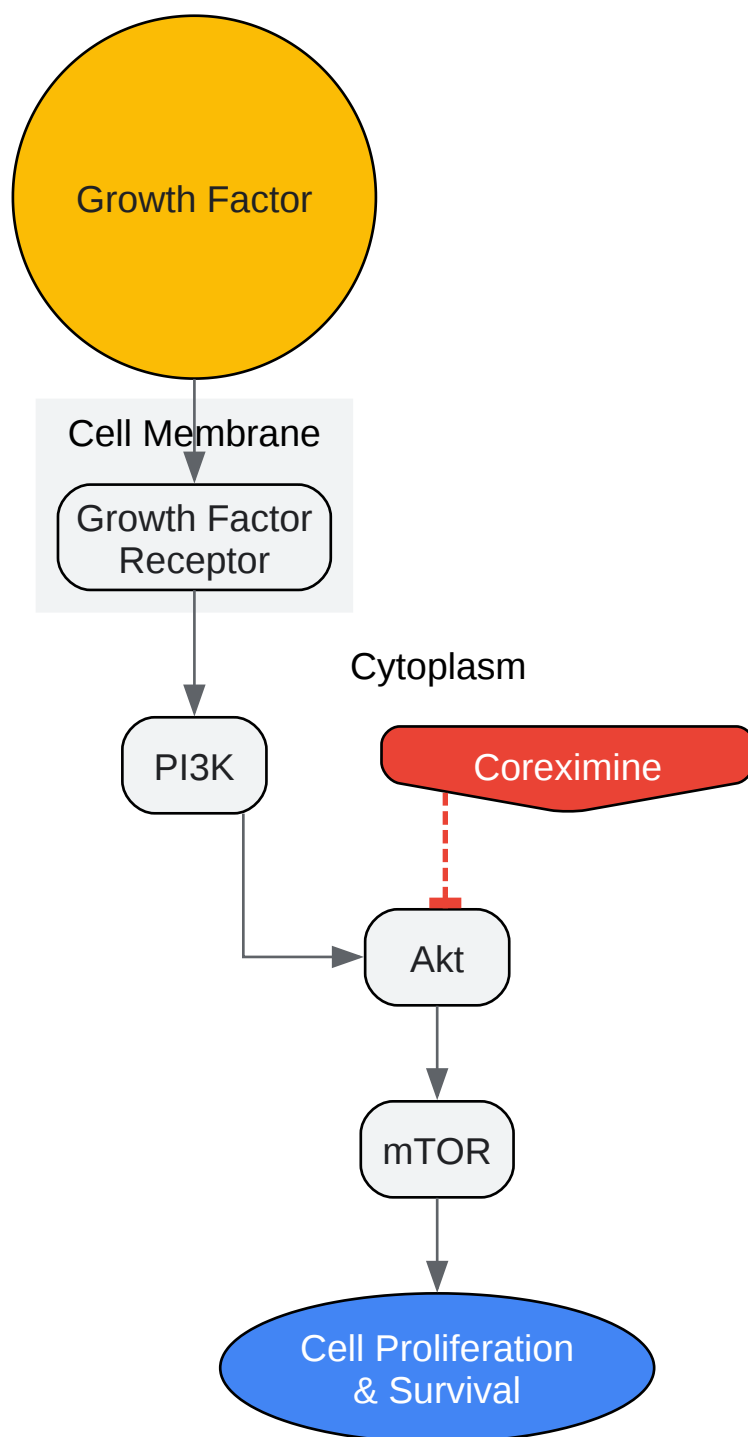 Growth Factor
Cell Membrane
Growth Factor
Receptor
Cytoplasm
PI3K
Coreximine
Akt
mTOR
Cell Proliferation
& Survival